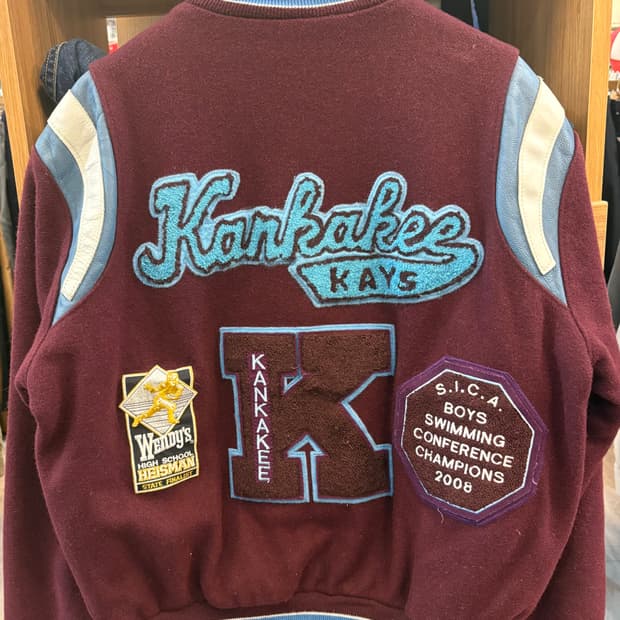 Kankakee
KAYS
K
KANKAKEE
WENDY'S
HIGH SCHOOL
HEISMAN
STATE FINALIST
S.I.C.A.
BOYS
SWIMMING
CONFERENCE
CHAMPIONS
2008